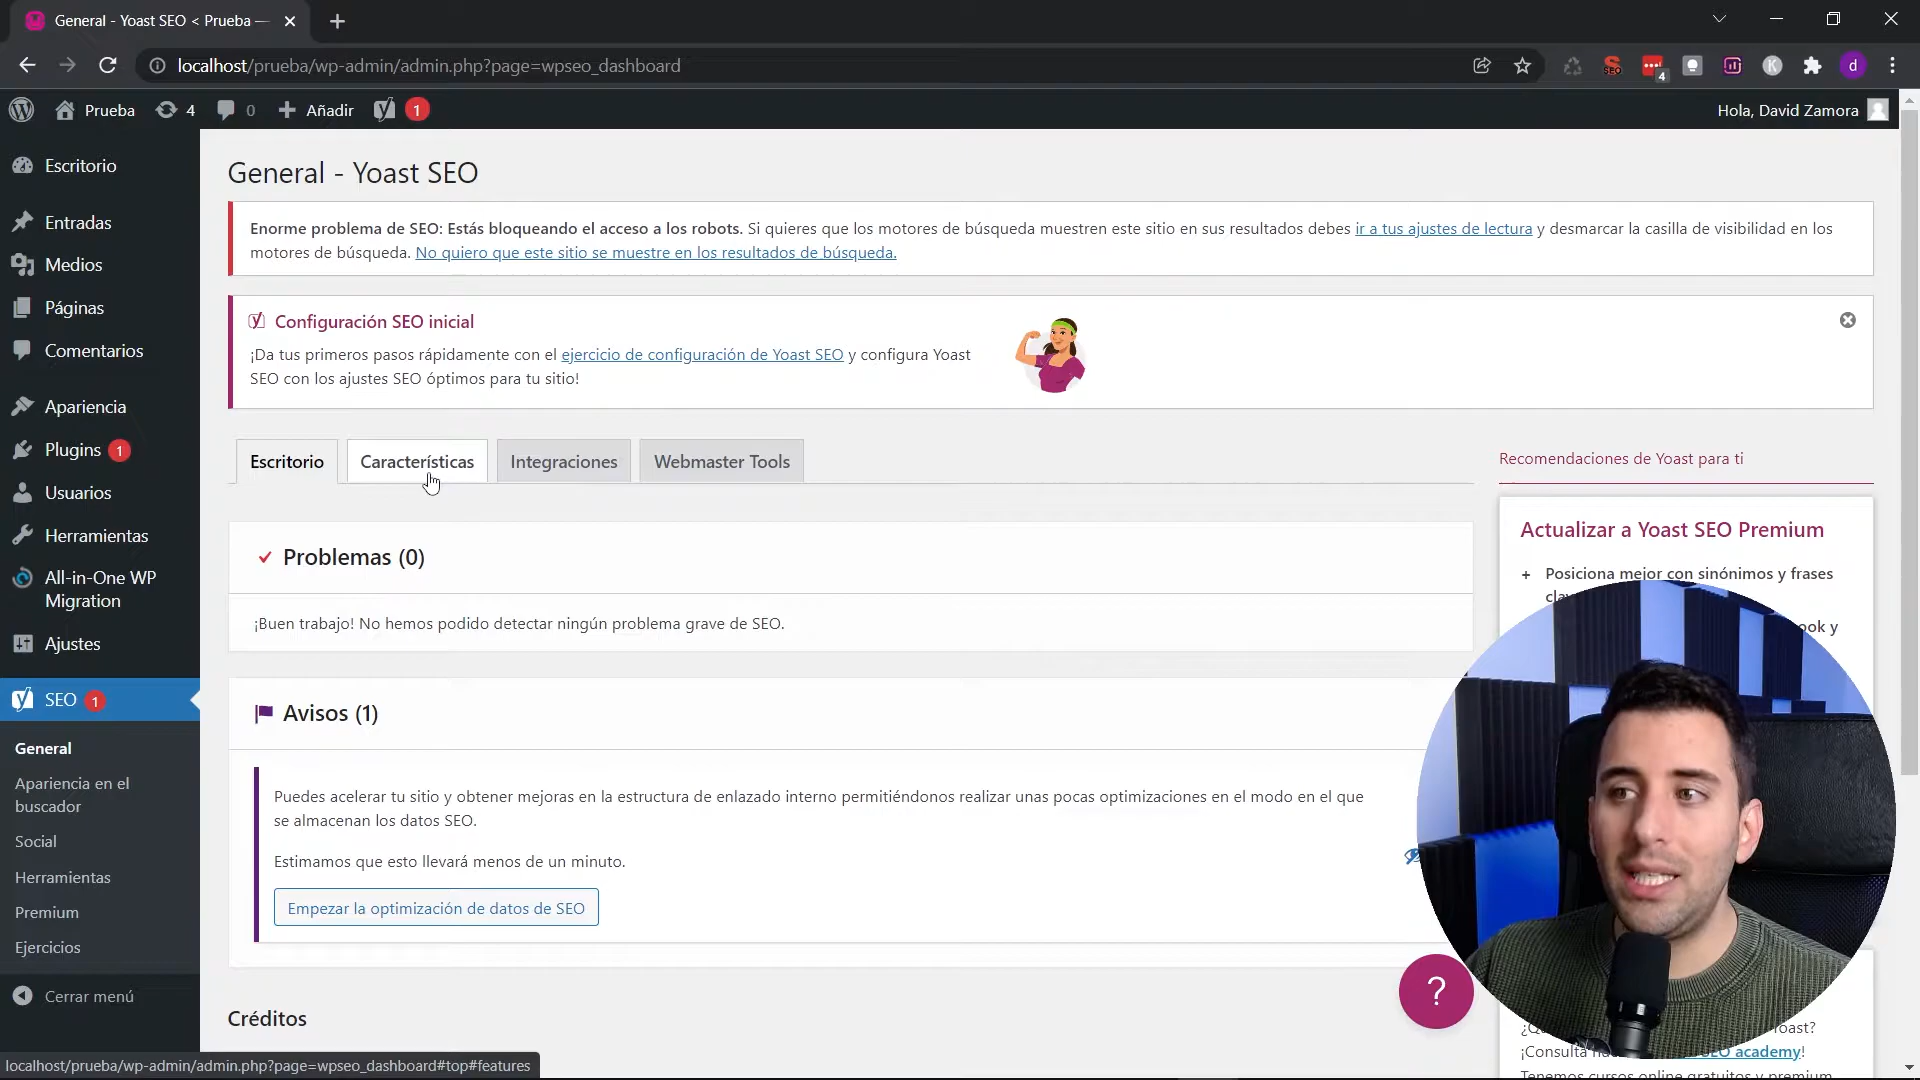 General - Yoast SEO < Prueba —
localhost/prueba/wp-admin/admin.php?page=wpseo_dashboard
SEO
4
K
d
Prueba
4
0
Añadir
1
Hola, David Zamora
Escritorio
Entradas
Medios
Páginas
Comentarios
Apariencia
Plugins 1
Usuarios
Herramientas
All-in-One WP
Migration
Ajustes
SEO 1
General
Apariencia en el
buscador
Social
Herramientas
Premium
Ejercicios
Cerrar menú
General - Yoast SEO
Enorme problema de SEO: Estás bloqueando el acceso a los robots. Si quieres que los motores de búsqueda muestren este sitio en sus resultados debes ir a tus ajustes de lectura y desmarcar la casilla de visibilidad en los
motores de búsqueda. No quiero que este sitio se muestre en los resultados de búsqueda.
Configuración SEO inicial
¡Da tus primeros pasos rápidamente con el ejercicio de configuración de Yoast SEO y configura Yoast
SEO con los ajustes SEO óptimos para tu sitio!
Escritorio
Características
Integraciones
Webmaster Tools
Problemas (0)
¡Buen trabajo! No hemos podido detectar ningún problema grave de SEO.
Avisos (1)
Puedes acelerar tu sitio y obtener mejoras en la estructura de enlazado interno permitiéndonos realizar unas pocas optimizaciones en el modo en el que
se almacenan los datos SEO.
Estimamos que esto llevará menos de un minuto.
Empezar la optimización de datos de SEO
Créditos
Recomendaciones de Yoast para ti
Actualizar a Yoast SEO Premium
+ Posiciona mejor con sinónimos y frases
y
?
¡Consulta SEO academy!
Tenemos cursos online gratuitos y premium
localhost/prueba/wp-admin/admin.php?page=wpseo_dashboard#top#features